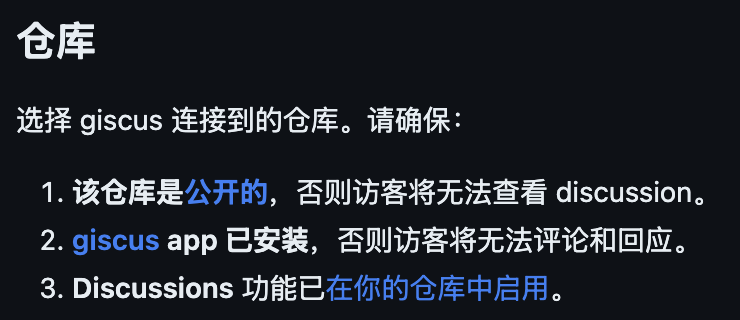 仓库
选择 giscus 连接到的仓库。请确保：
1. 该仓库是公开的，否则访客将无法查看 discussion。
2. giscus app 已安装，否则访客将无法评论和回应。
3. Discussions 功能已在你的仓库中启用。